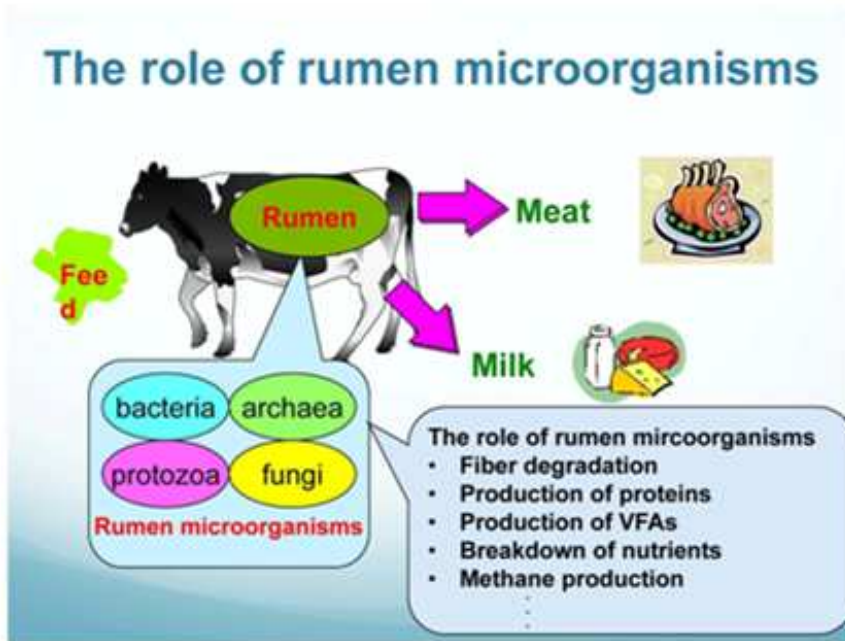 The role of rumen microorganisms
Rumen
Meat
Fee
d
Milk
bacteria
archaea
protozoa
fungi
Rumen microorganisms
The role of rumen mircoorganisms
• Fiber degradation
• Production of proteins
• Production of VFAs
• Breakdown of nutrients
• Methane production